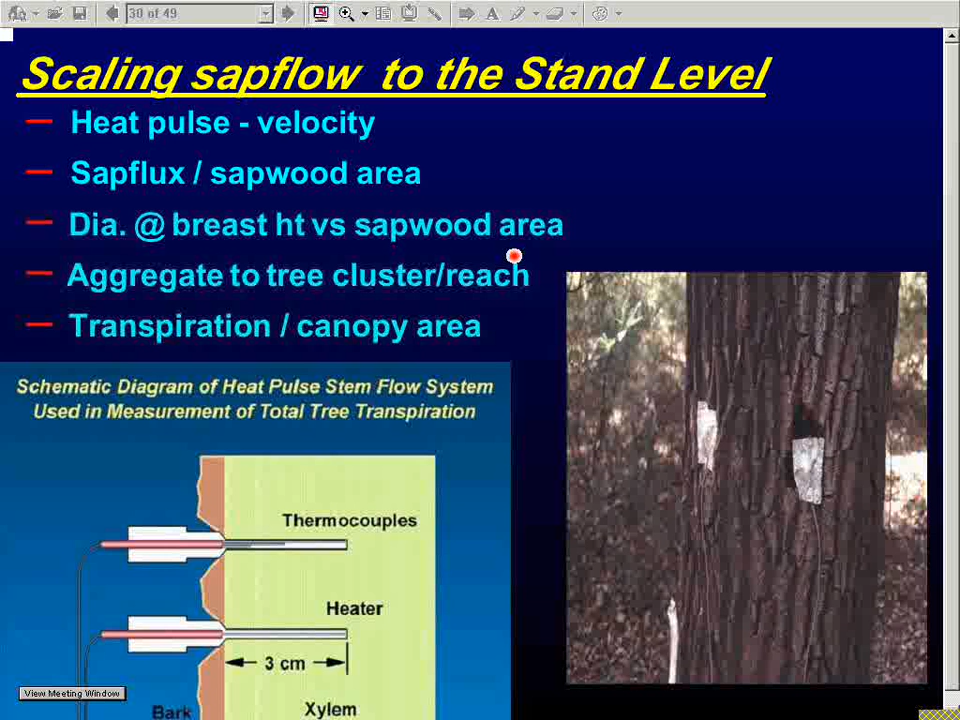 30 of 49
Scaling sapflow to the Stand Level
— Heat pulse - velocity
— Sapflux / sapwood area
— Dia. @ breast ht vs sapwood area
— Aggregate to tree cluster/reach
— Transpiration / canopy area
Schematic Diagram of Heat Pulse Stem Flow System
Used in Measurement of Total Tree Transpiration
Thermocouples
Heater
3 cm
View Meeting Window
Bark
Xylem